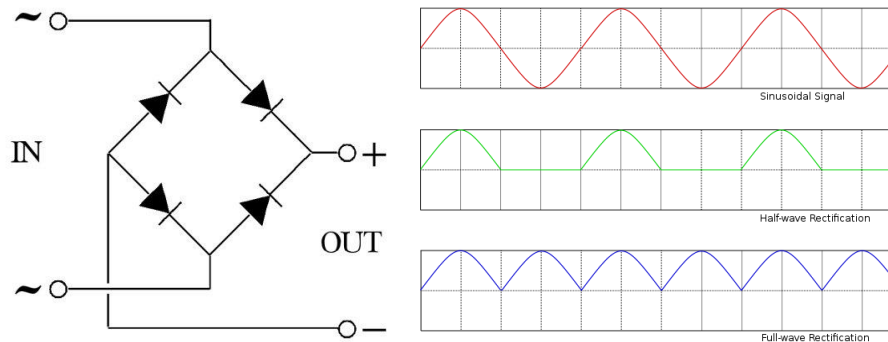 ~
IN
+
OUT
~
−
Sinusoidal Signal
Half-wave Rectification
Full-wave Rectification